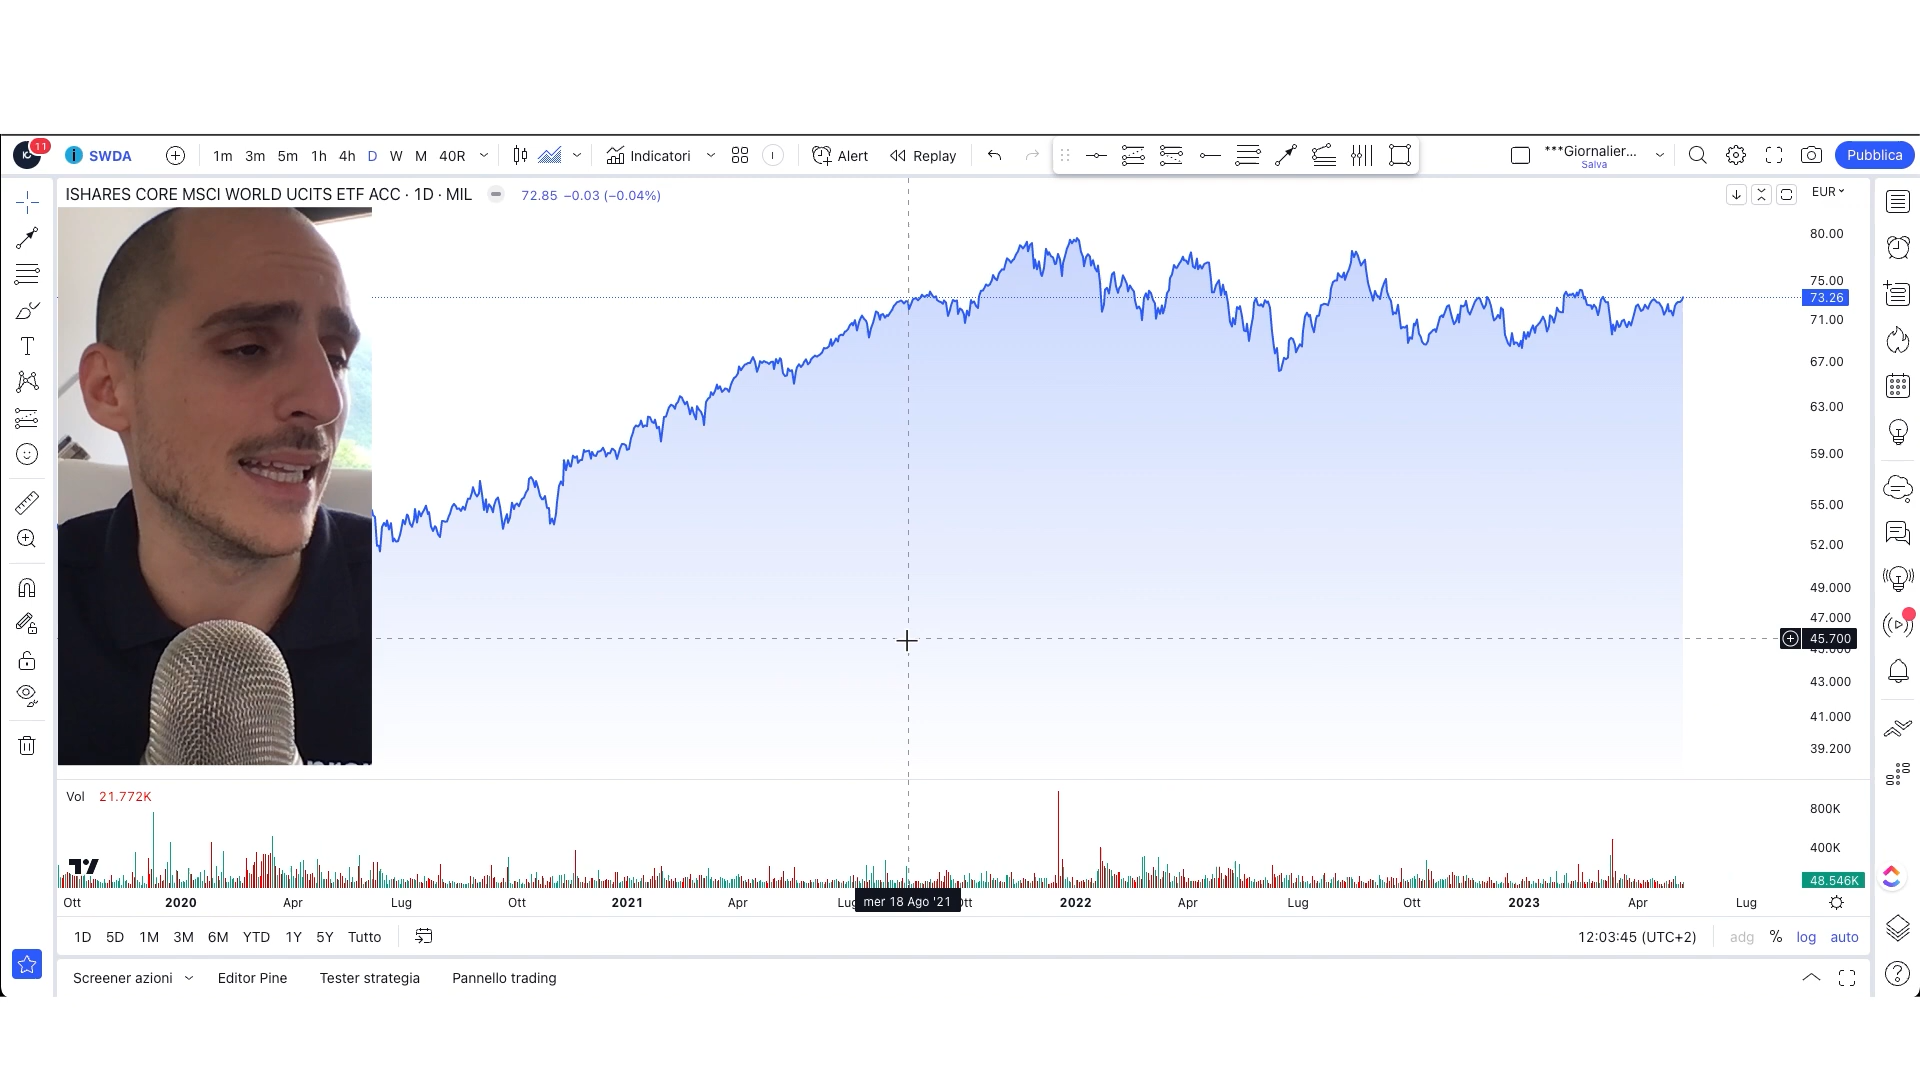 11
SWDA 1m 3m 5m 1h 4h D W M 40R Indicatori Alert Replay ***Giornalier... Pubblica
Salva
ISHARES CORE MSCI WORLD UCITS ETF ACC · 1D · MIL 72.85 −0.03 (−0.04%) EUR
80.00
75.00
73.26
71.00
67.00
63.00
59.00
55.00
52.00
49.000
47.000
45.700
43.000
41.000
39.200
Vol 21.772K
800K
400K
48.546K
Ott 2020 Apr Lug Ott 2021 Apr mer 18 Ago '21 2022 Apr Lug Ott 2023 Apr Lug
1D 5D 1M 3M 6M YTD 1Y 5Y Tutto 12:03:45 (UTC+2) adg % log auto
Screener azioni Editor Pine Tester strategia Pannello trading